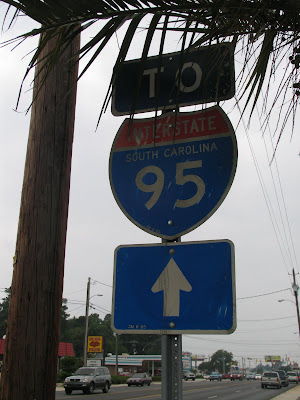 TO
INTERSTATE
SOUTH CAROLINA
95